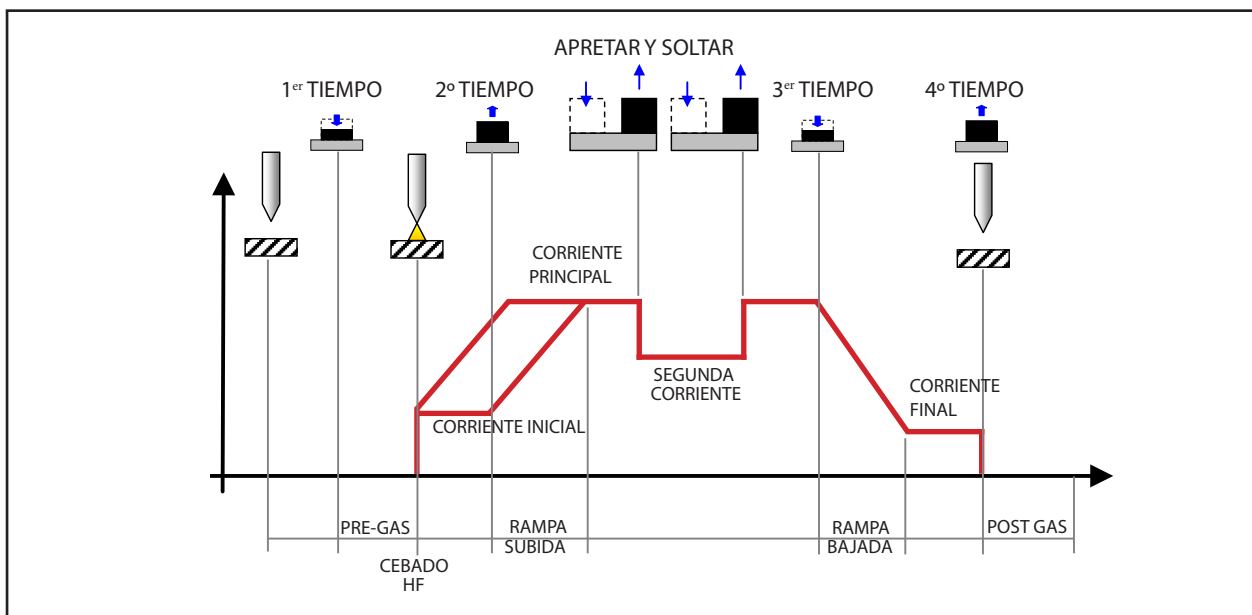 APRETAR Y SOLTAR
1er TIEMPO
2º TIEMPO
3er TIEMPO
4º TIEMPO
CORRIENTE
PRINCIPAL
SEGUNDA
CORRIENTE
CORRIENTE
FINAL
CORRIENTE INICIAL
PRE-GAS
RAMPA
SUBIDA
RAMPA
BAJADA
POST GAS
CEBADO
HF